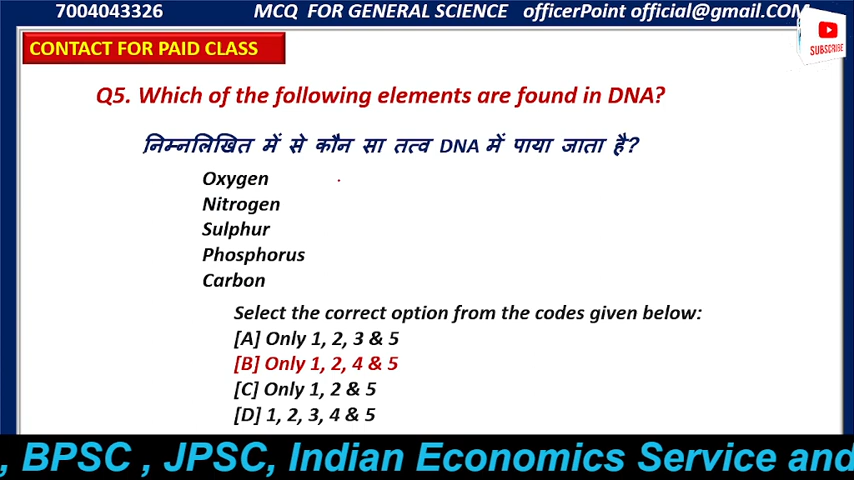 7004043326 MCQ FOR GENERAL SCIENCE officerPoint official@gmail.COM
SUBSCRIBE
CONTACT FOR PAID CLASS
Q5. Which of the following elements are found in DNA?
निम्नलिखित में से कौन सा तत्व DNA में पाया जाता है?
Oxygen
Nitrogen
Sulphur
Phosphorus
Carbon
Select the correct option from the codes given below:
[A] Only 1, 2, 3 & 5
[B] Only 1, 2, 4 & 5
[C] Only 1, 2 & 5
[D] 1, 2, 3, 4 & 5
, BPSC , JPSC, Indian Economics Service and